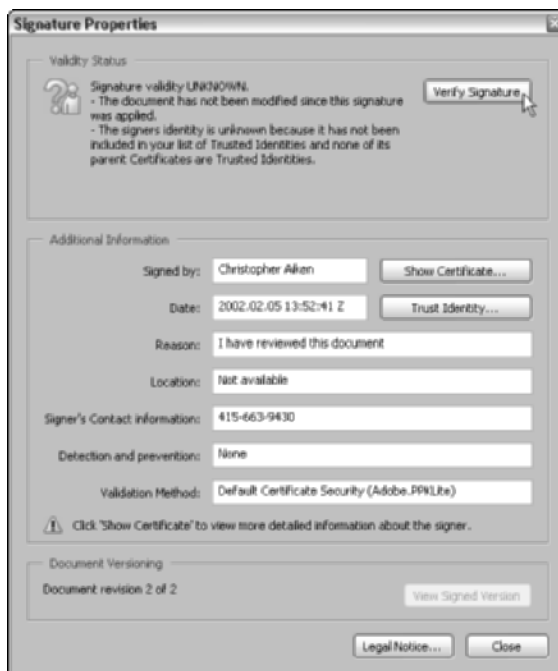 Signature Properties
Validity Status
Signature validity UNKNOWN.
- The document has not been modified since this signature
was applied.
- The signers identity is unknown because it has not been
included in your list of Trusted Identities and none of its
parent Certificates are Trusted Identities.
Verify Signature
Additional Information
Signed by: Christopher Aiken Show Certificate...
Date: 2002.02.05 13:52:41 Z Trust Identity...
Reason: I have reviewed this document
Location: Not available
Signer's Contact information: 415-663-9430
Detection and prevention: None
Validation Method: Default Certificate Security (Adobe.PPKLite)
Click 'Show Certificate' to view more detailed information about the signer.
Document Versioning
Document revision 2 of 2
View Signed Version
Legal Notice... Close